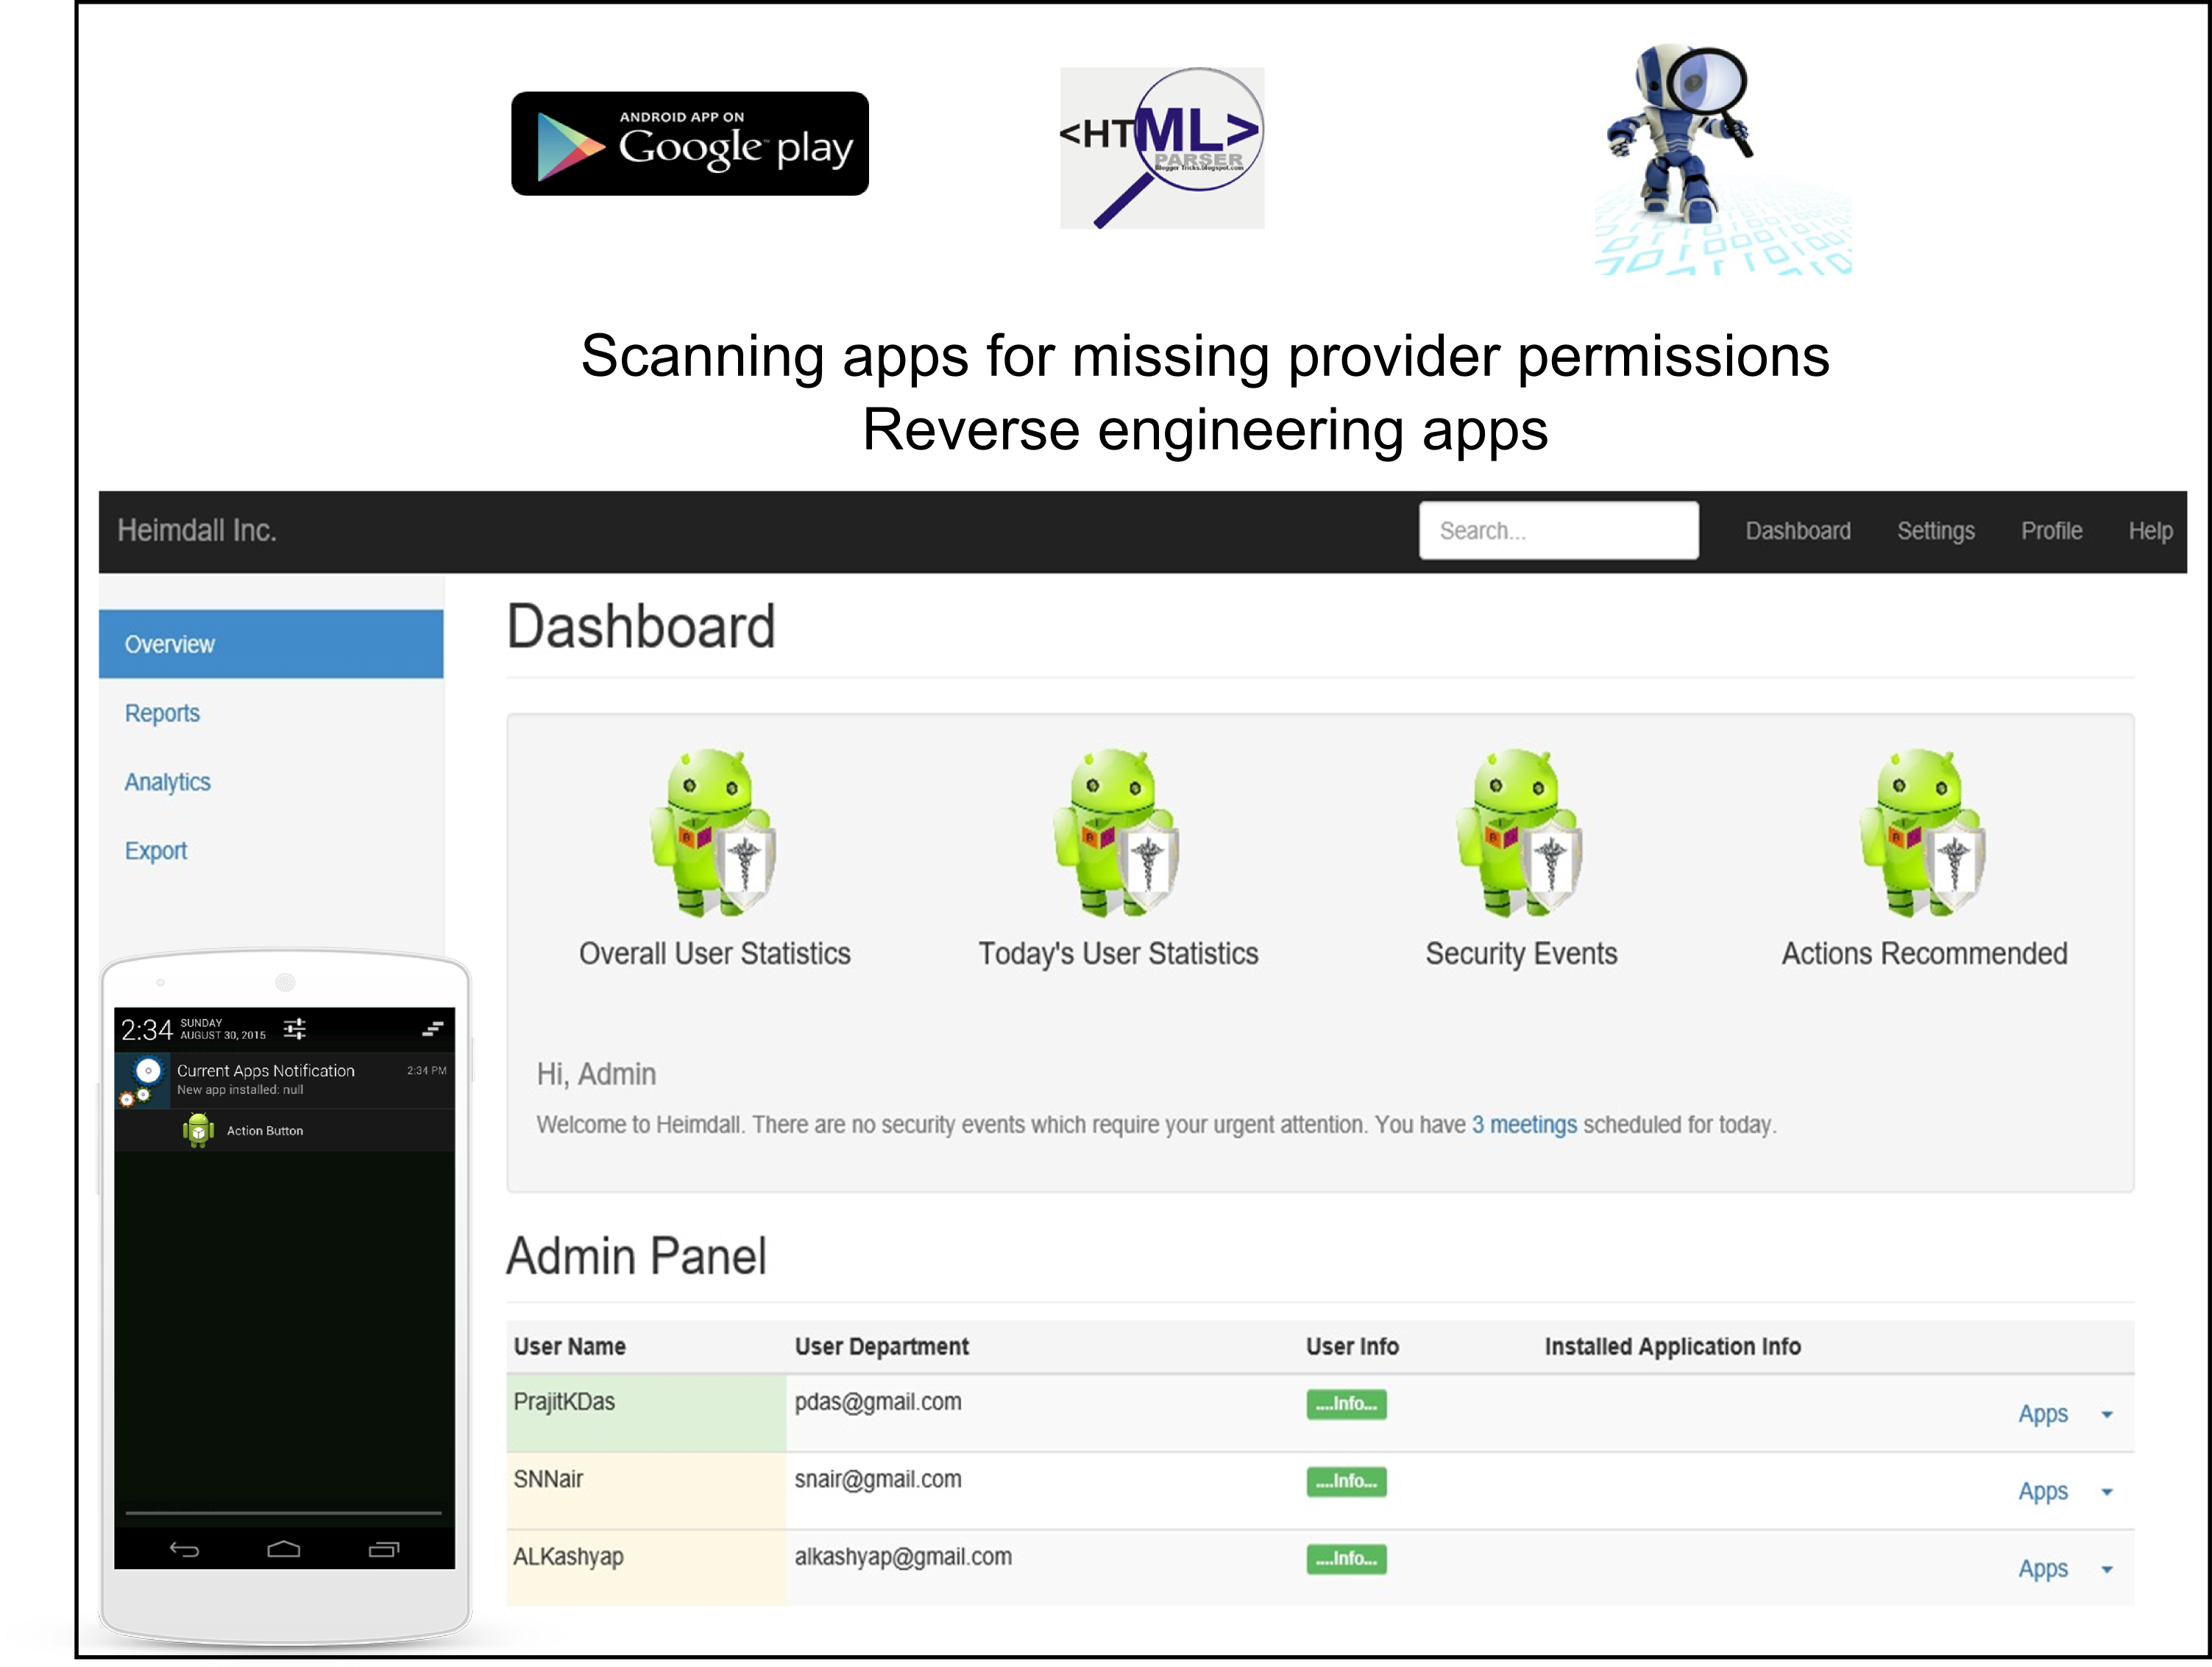 ANDROID APP ON
Google play
<HTML>
PARSER
Blogger Tricks.blogspot.com
Scanning apps for missing provider permissions
Reverse engineering apps
Heimdall Inc.
Search...
Dashboard
Settings
Profile
Help
Overview
Reports
Analytics
Export
Dashboard
Overall User Statistics
Today's User Statistics
Security Events
Actions Recommended
Hi, Admin
Welcome to Heimdall. There are no security events which require your urgent attention. You have 3 meetings scheduled for today.
2:34 SUNDAY
AUGUST 30, 2015
Current Apps Notification 2:34 PM
New app installed: null
Action Button
Admin Panel
User Name User Department User Info Installed Application Info
PrajitKDas pdas@gmail.com ....Info... Apps
SNNair snair@gmail.com ....Info... Apps
ALKashyap alkashyap@gmail.com ....Info... Apps